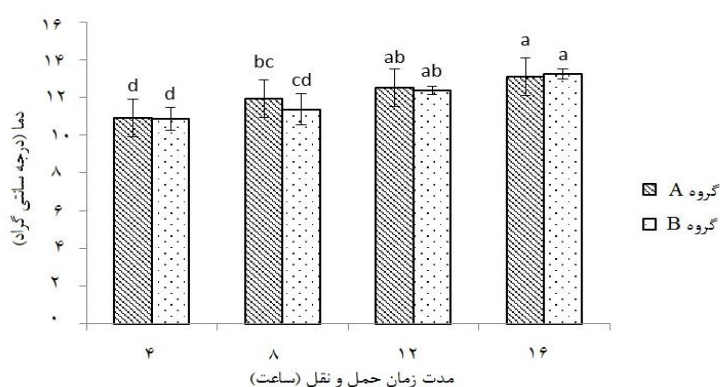 دما (درجه سانتی گراد)
۱۶
۱۴
۱۲
۱۰
۸
۶
۴
۲
۰
d d
bc cd
ab ab
a a
۴ ۸ ۱۲ ۱۶
مدت زمان حمل و نقل (ساعت)
گروه A
گروه B